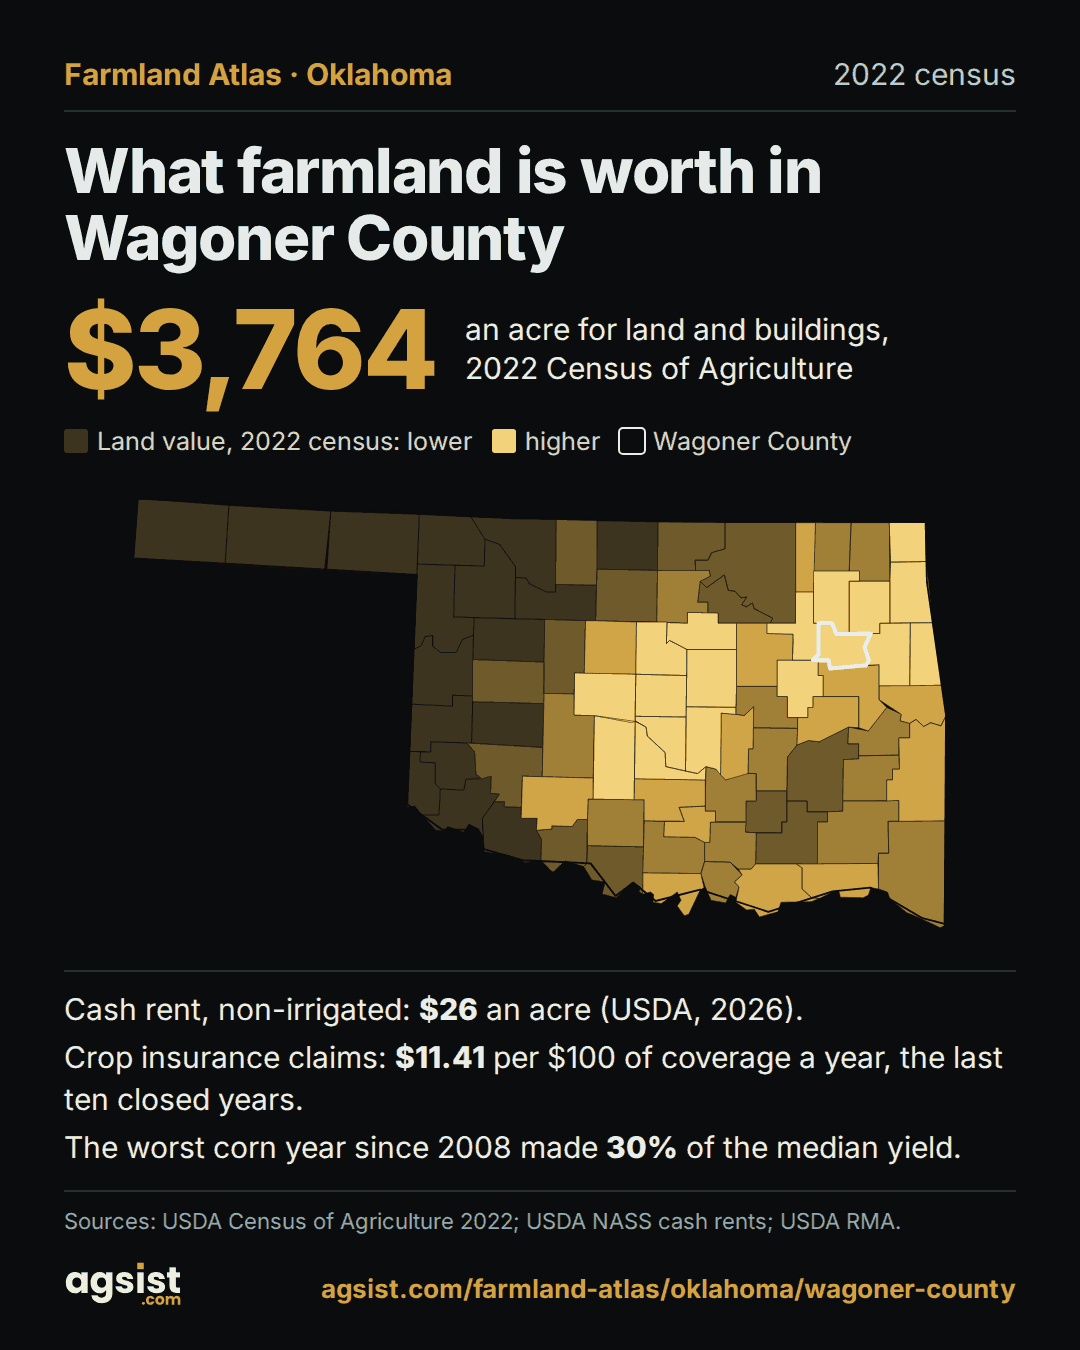 Farmland Atlas · Oklahoma
2022 census
What farmland is worth in
Wagoner County
$3,764
an acre for land and buildings,
2022 Census of Agriculture
Land value, 2022 census: lower
higher
Wagoner County
Cash rent, non-irrigated: $26 an acre (USDA, 2026).
Crop insurance claims: $11.41 per $100 of coverage a year, the last
ten closed years.
The worst corn year since 2008 made 30% of the median yield.
Sources: USDA Census of Agriculture 2022; USDA NASS cash rents; USDA RMA.
agsist
.com
agsist.com/farmland-atlas/oklahoma/wagoner-county